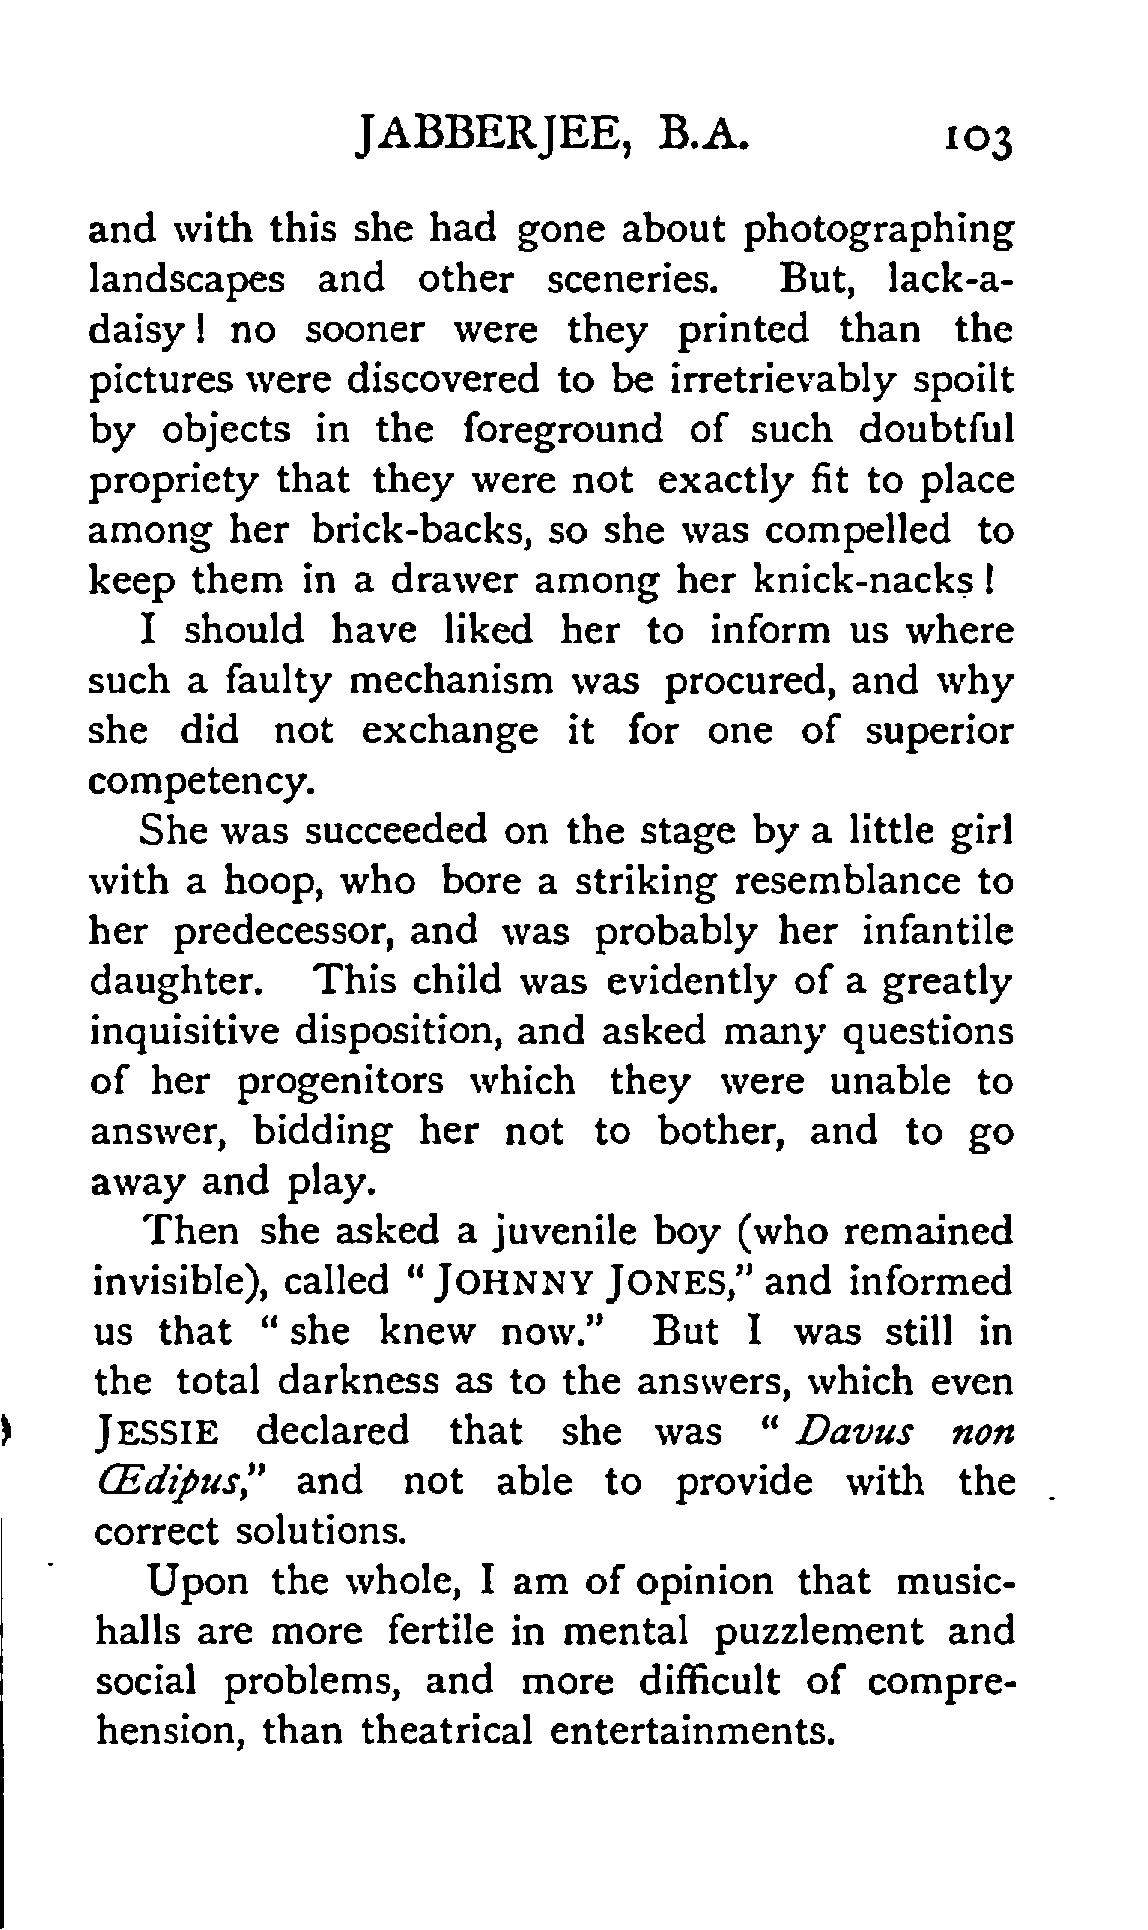 JABBERJEE, B.A. 103
and with this she had gone about photographing
landscapes and other sceneries. But, lack-a-
daisy! no sooner were they printed than the
pictures were discovered to be irretrievably spoilt
by objects in the foreground of such doubtful
propriety that they were not exactly fit to place
among her brick-backs, so she was compelled to
keep them in a drawer among her knick-nacks!
I should have liked her to inform us where
such a faulty mechanism was procured, and why
she did not exchange it for one of superior
competency.
She was succeeded on the stage by a little girl
with a hoop, who bore a striking resemblance to
her predecessor, and was probably her infantile
daughter. This child was evidently of a greatly
inquisitive disposition, and asked many questions
of her progenitors which they were unable to
answer, bidding her not to bother, and to go
away and play.
Then she asked a juvenile boy (who remained
invisible), called “JOHNNY JONES,” and informed
us that “she knew now.” But I was still in
the total darkness as to the answers, which even
JESSIE declared that she was “Davus non
Œdipus,” and not able to provide with the
correct solutions.
Upon the whole, I am of opinion that music-
halls are more fertile in mental puzzlement and
social problems, and more difficult of compre-
hension, than theatrical entertainments.